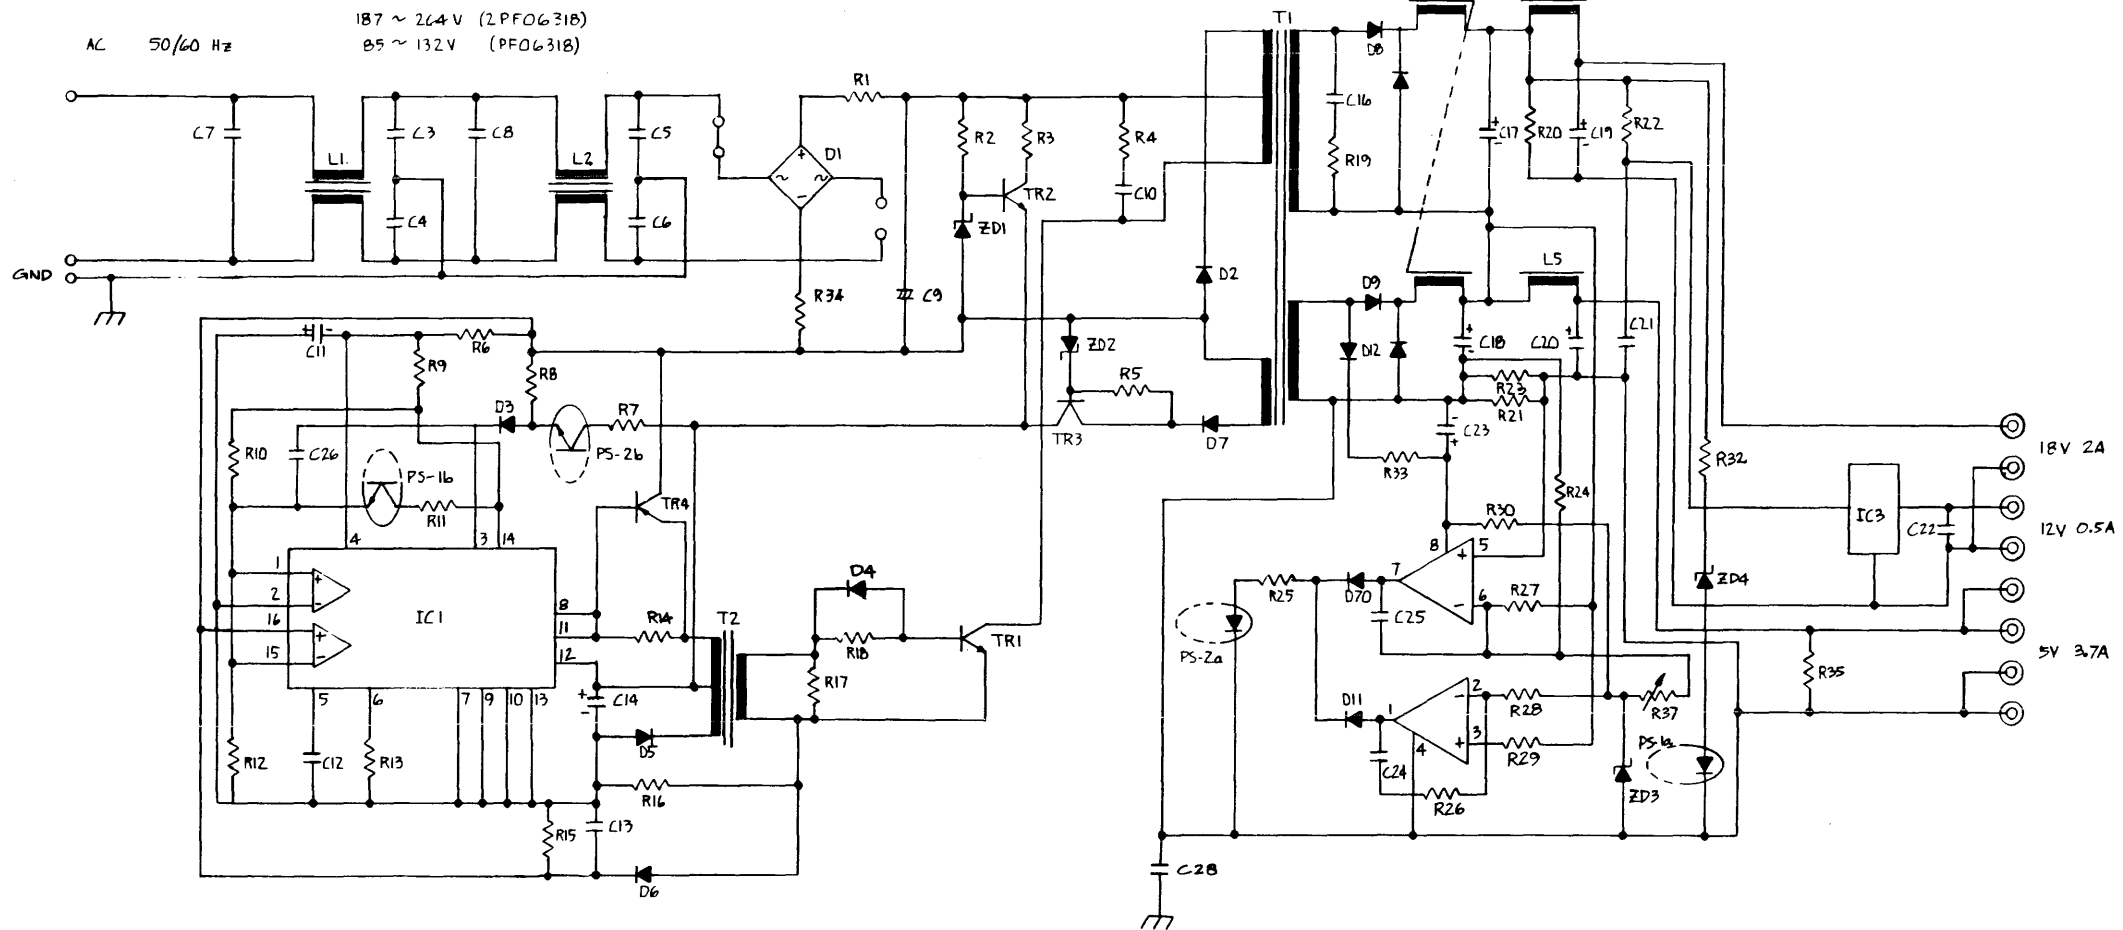 187 ~ 264V (2PF06318)
AC 50/60 Hz 85 ~ 132V (PF06318)
T1
D8
R1
C7
C3
C8
C5
L1.
L2
D1
R2
R3
R4
C16
C17
R20
C19
R22
R19
C4
C6
TR2
C10
ZD1
GND
R34
C9
D2
D9
L5
C11
R6
R9
R8
ZD2
R5
D12
C18
C20
C21
R23
R21
D3
R7
TR3
D7
C23
R10
C26
PS-2b
PS-1b
R33
R32
18V 2A
R11
TR4
R24
4
3
14
R30
IC3
C22
12V 0.5A
1
2
16
15
+
-
+
-
IC1
8
11
12
R14
T2
D4
R18
TR1
R17
8
5
7
6
+
-
R25
D70
C25
R27
ZD4
PS-2a
R35
5V 3.7A
5
6
7
9
10
13
C14
D5
D11
1
2
3
4
-
+
R28
R37
R29
C24
R26
ZD3
PS-1a
R12
C12
R13
R16
R15
C13
D6
C28